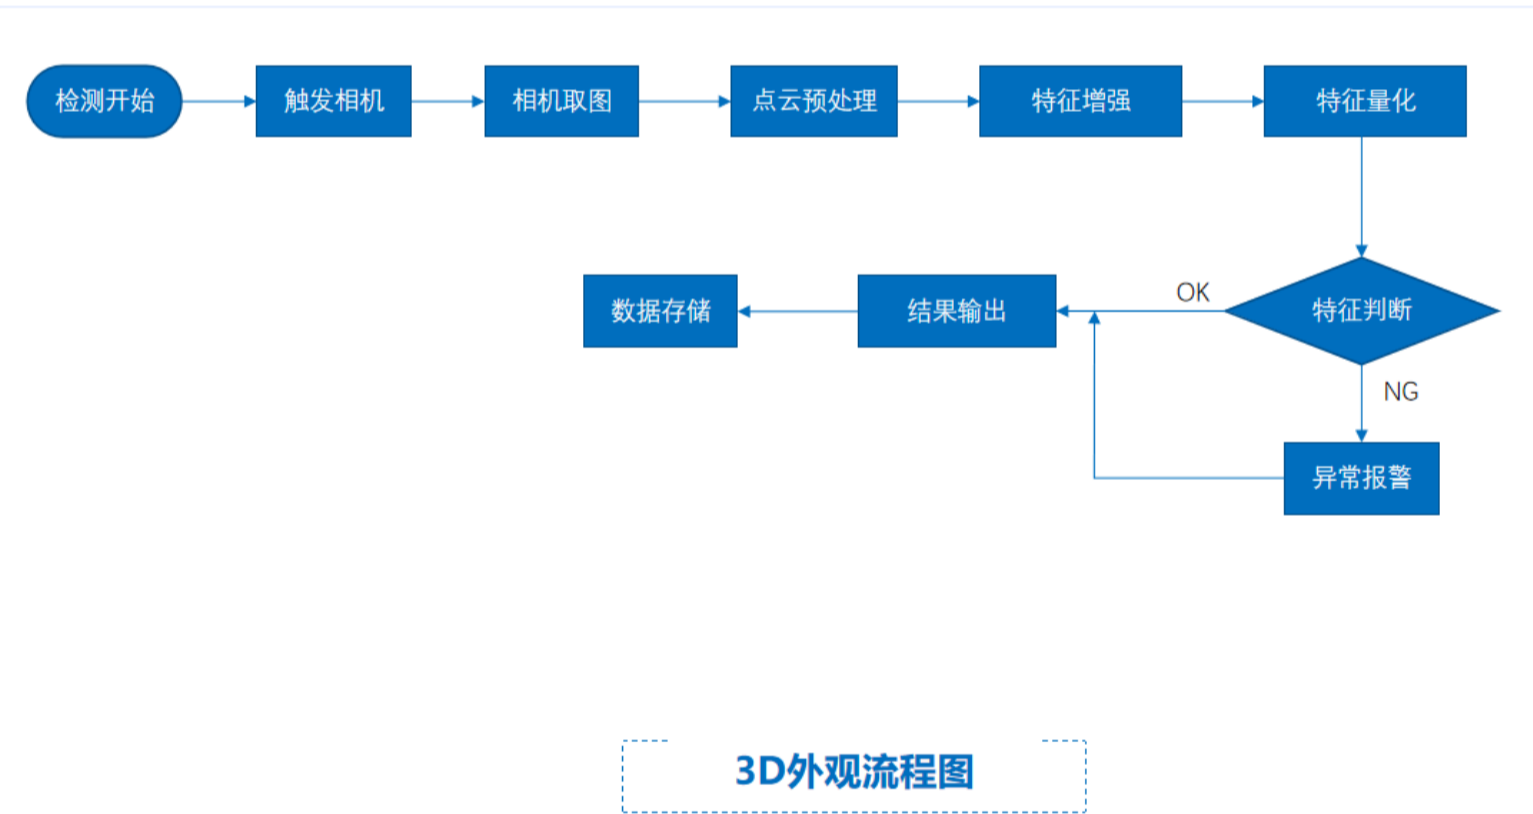 检测开始
触发相机
相机取图
点云预处理
特征增强
特征量化
数据存储
结果输出
OK
特征判断
NG
异常报警
3D外观流程图